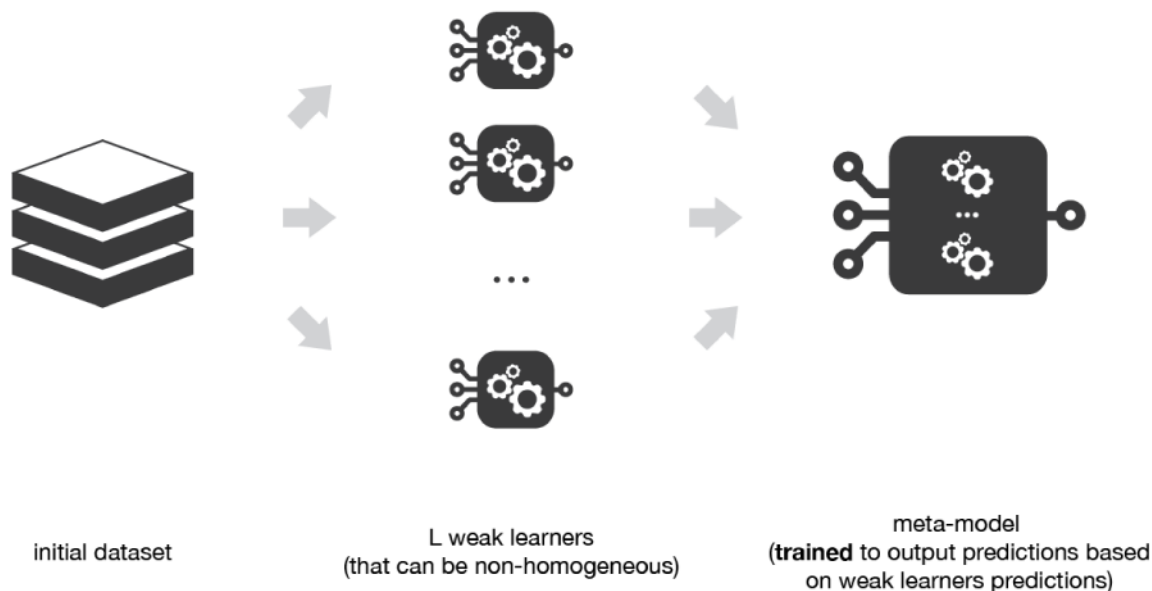 ...
...
initial dataset
L weak learners
(that can be non-homogeneous)
meta-model
(trained to output predictions based
on weak learners predictions)